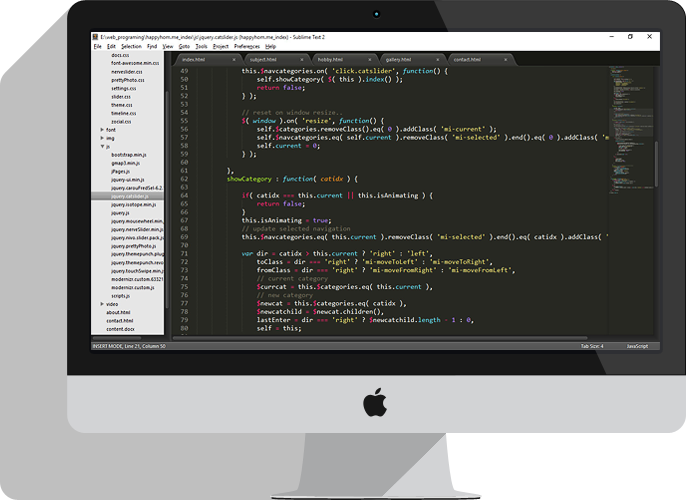 E:\web_programing\happyhorn.me_index\js\jquery.catslider.js (happyhorn.me_index) - Sublime Text 2
File Edit Selection Find View Goto Tools Project Preferences Help
index.html subject.html hobby.html gallery.html contact.html
docs.css
font-awesome.min.css
nerveslider.css
prettyPhoto.css
settings.css
slider.css
theme.css
timeline.css
zocial.css
font
img
js
bootstrap.min.js
gmap3.min.js
jPages.js
jquery-ui.min.js
jquery.carouFredSel-6.2.
jquery.catslider.js
jquery.isotope.min.js
jquery.js
jquery.mousewheel.min.
jquery.nerveSlider.min.js
jquery.nivo.slider.pack.j
jquery.prettyPhoto.js
jquery.themepunch.plug
jquery.themepunch.revo
jquery.touchSwipe.min.js
modernizr.custom.63321
modernizr.custom.js
scripts.js
video
about.html
contact.html
content.docx
49 this.$navcategories.on( 'click.catslider', function() {
50 self.showCategory( $( this ).index() );
51 return false;
52 } );
53
54 // reset on window resize..
55 $( window ).on( 'resize', function() {
56 self.$categories.removeClass().eq( 0 ).addClass( 'mi-current' );
57 self.$navcategories.eq( self.current ).removeClass( 'mi-selected' ).end().eq( 0 ).addClass( 'm
58 self.current = 0;
59 } );
60
61 },
62 showCategory : function( catidx ) {
63
64 if( catidx === this.current || this.isAnimating ) {
65 return false;
66 }
67 this.isAnimating = true;
68 // update selected navigation
69 this.$navcategories.eq( this.current ).removeClass( 'mi-selected' ).end().eq( catidx ).addClass( '
70
71 var dir = catidx > this.current ? 'right' : 'left',
72 toClass = dir === 'right' ? 'mi-moveToLeft' : 'mi-moveToRight',
73 fromClass = dir === 'right' ? 'mi-moveFromRight' : 'mi-moveFromLeft',
74 // current category
75 $currcat = this.$categories.eq( this.current ),
76 // new category
77 $newcat = this.$categories.eq( catidx ),
78 $newcatchild = $newcat.children(),
79 lastEnter = dir === 'right' ? $newcatchild.length - 1 : 0,
80 self = this;
INSERT MODE, Line 21, Column 50 Tab Size: 4 JavaScript